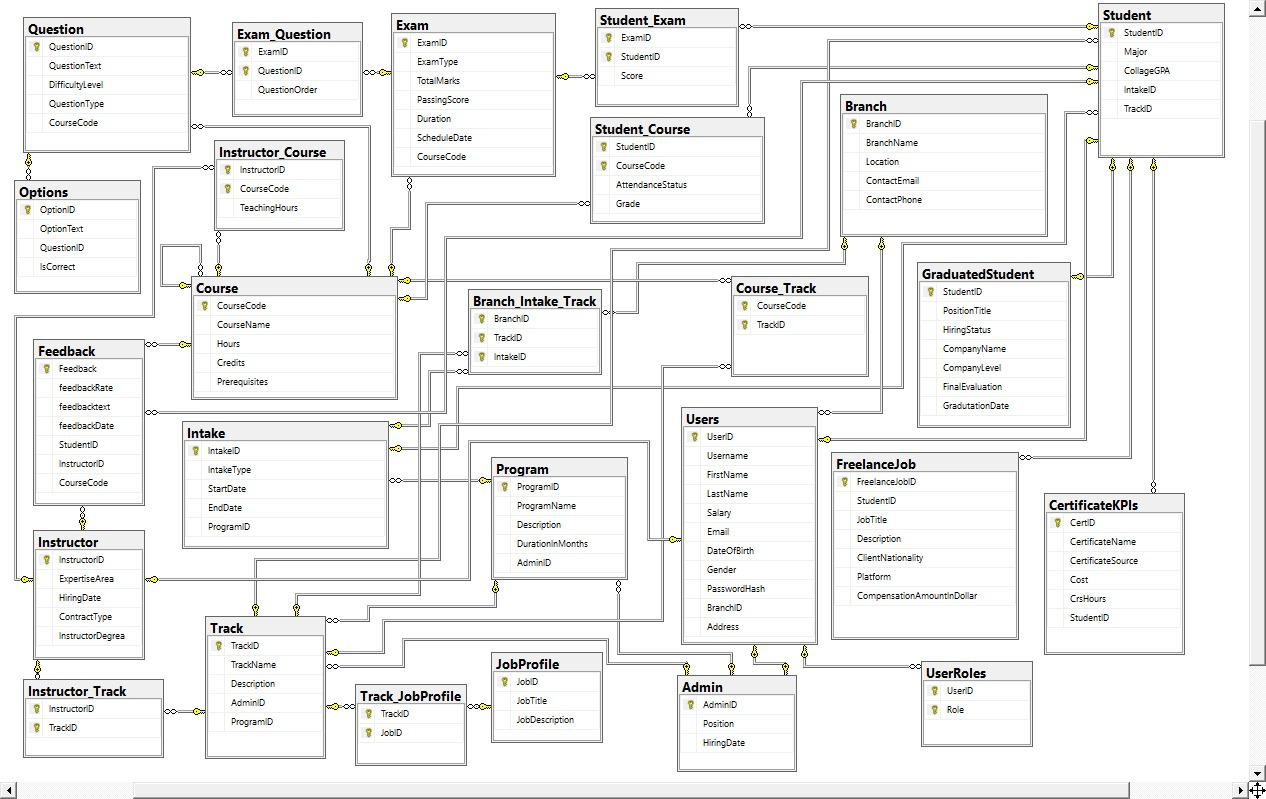 Question
QuestionID
QuestionText
DifficultyLevel
QuestionType
CourseCode
Exam_Question
ExamID
QuestionID
QuestionOrder
Exam
ExamID
ExamType
TotalMarks
PassingScore
Duration
ScheduleDate
CourseCode
Student_Exam
ExamID
StudentID
Score
Student
StudentID
Major
CollageGPA
IntakeID
TrackID
Branch
BranchID
BranchName
Location
ContactEmail
ContactPhone
Student_Course
StudentID
CourseCode
AttendanceStatus
Grade
Instructor_Course
InstructorID
CourseCode
TeachingHours
Options
OptionID
OptionText
QuestionID
IsCorrect
Course
CourseCode
CourseName
Hours
Credits
Prerequisites
Branch_Intake_Track
BranchID
TrackID
IntakeID
Course_Track
CourseCode
TrackID
GraduatedStudent
StudentID
PositionTitle
HiringStatus
CompanyName
CompanyLevel
FinalEvaluation
GradutationDate
Feedback
Feedback
feedbackRate
feedbacktext
feedbackDate
StudentID
InstructorID
CourseCode
Intake
IntakeID
IntakeType
StartDate
EndDate
ProgramID
Users
UserID
Username
FirstName
LastName
Salary
Email
DateOfBirth
Gender
PasswordHash
BranchID
Address
Program
ProgramID
ProgramName
Description
DurationInMonths
AdminID
FreelanceJob
FreelanceJobID
StudentID
JobTitle
Description
ClientNationality
Platform
CompensationAmountInDollar
CertificateKPIs
CertID
CertificateName
CertificateSource
Cost
CrsHours
StudentID
Instructor
InstructorID
ExpertiseArea
HiringDate
ContractType
InstructorDegrea
Track
TrackID
TrackName
Description
AdminID
ProgramID
JobProfile
JobID
JobTitle
JobDescription
Instructor_Track
InstructorID
TrackID
Track_JobProfile
TrackID
JobID
Admin
AdminID
Position
HiringDate
UserRoles
UserID
Role